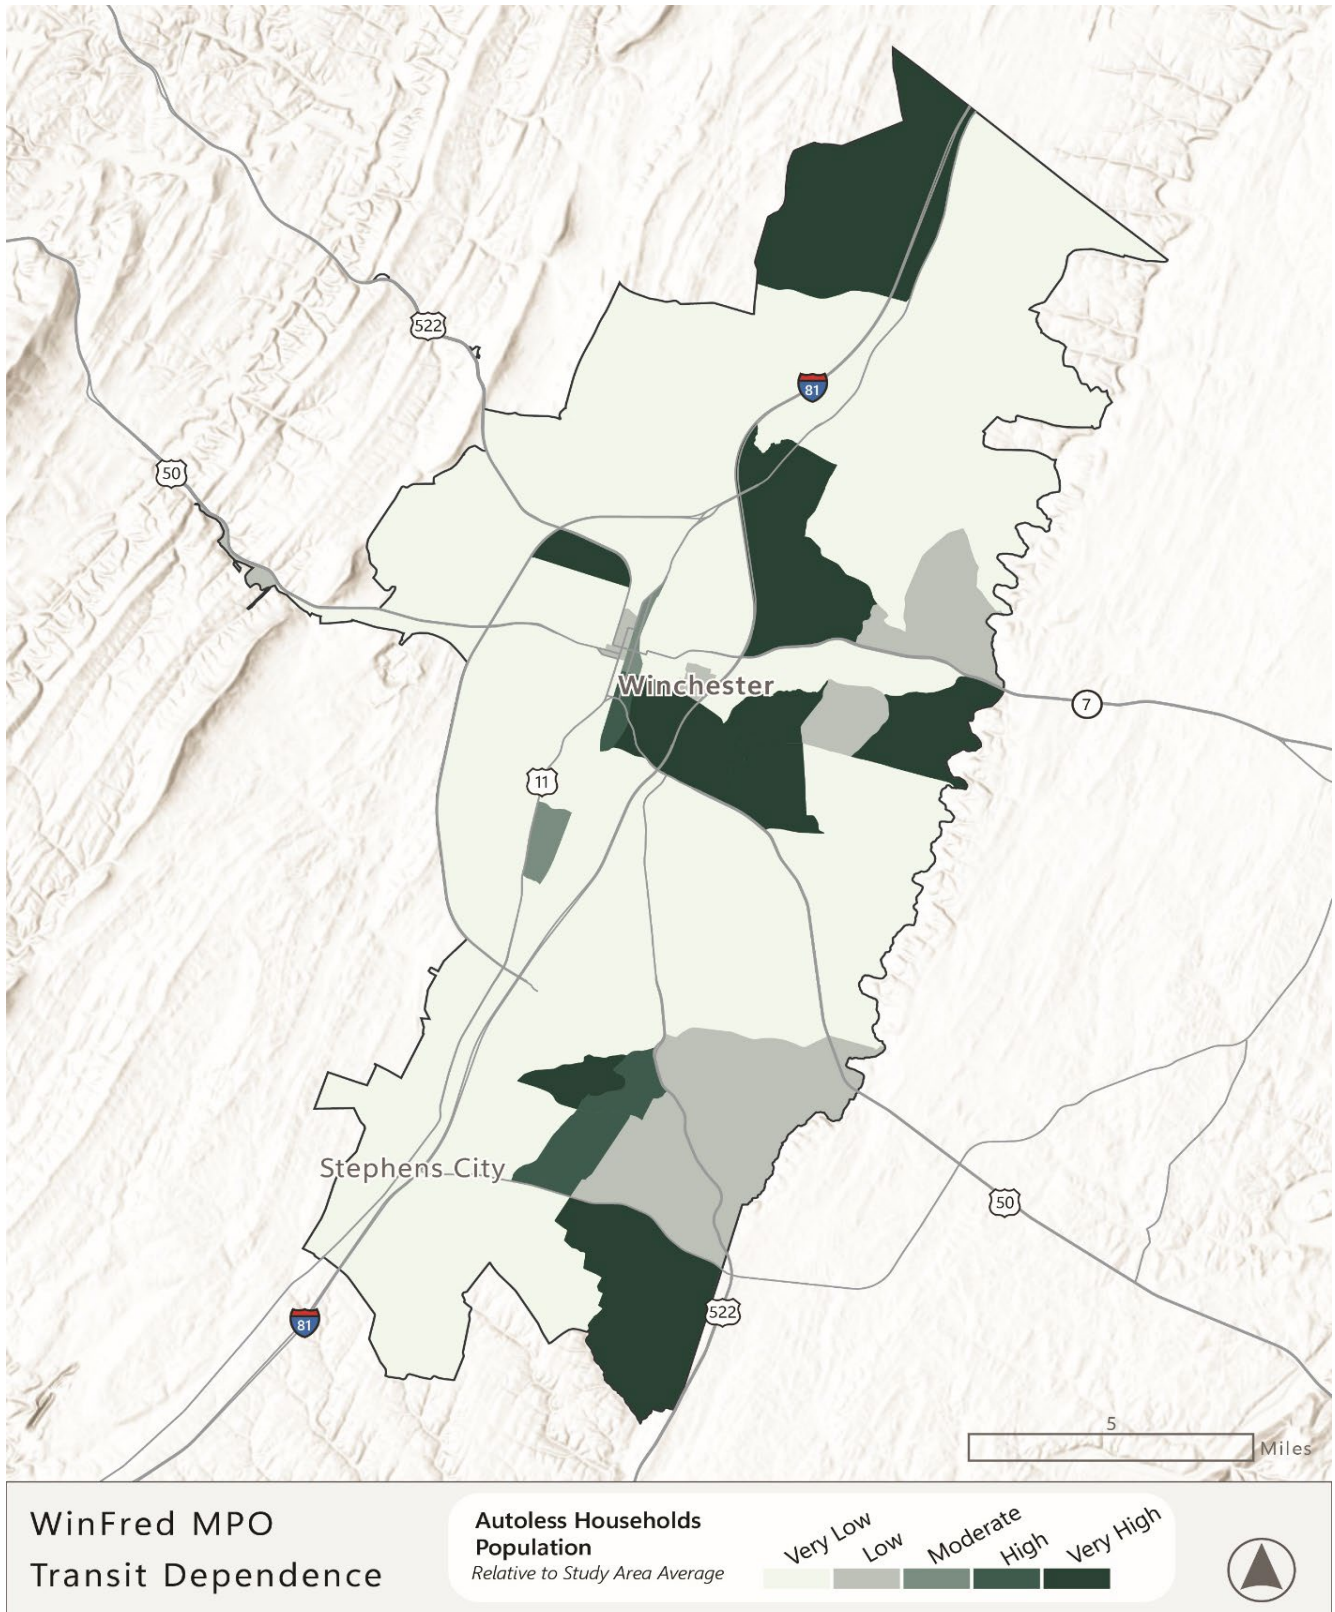 522
81
50
Winchester
7
11
Stephens City
50
522
81
5
Miles
WinFred MPO
Transit Dependence
Autoless Households
Population
Relative to Study Area Average
Very Low
Low
Moderate
High
Very High